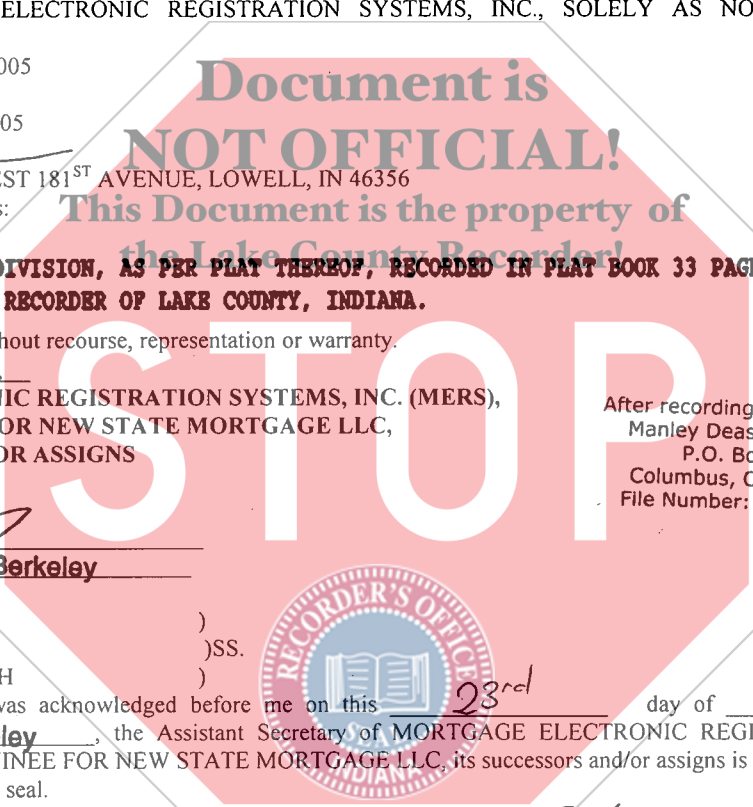 ELECTRONIC REGISTRATION SYSTEMS, INC., SOLELY AS NO
005
Document is
05
NOT OFFICIAL!
EST 181ST AVENUE, LOWELL, IN 46356
s:
This Document is the property of
the Lake County Recorder!
DIVISION, AS PER PLAT THEREOF, RECORDED IN PLAT BOOK 33 PAG
RECORDER OF LAKE COUNTY, INDIANA.
hout recourse, representation or warranty.
STOP
IC REGISTRATION SYSTEMS, INC. (MERS),
OR NEW STATE MORTGAGE LLC,
OR ASSIGNS
After recording
Manley Deas
P.O. Bo
Columbus, O
File Number:
Berkeley
)
)SS.
H )
RECORDER'S OFFICE
SEAL
INDIANA
was acknowledged before me on this 23rd day of
ley, the Assistant Secretary of MORTGAGE ELECTRONIC REGI
INEE FOR NEW STATE MORTGAGE LLC, its successors and/or assigns is
seal.